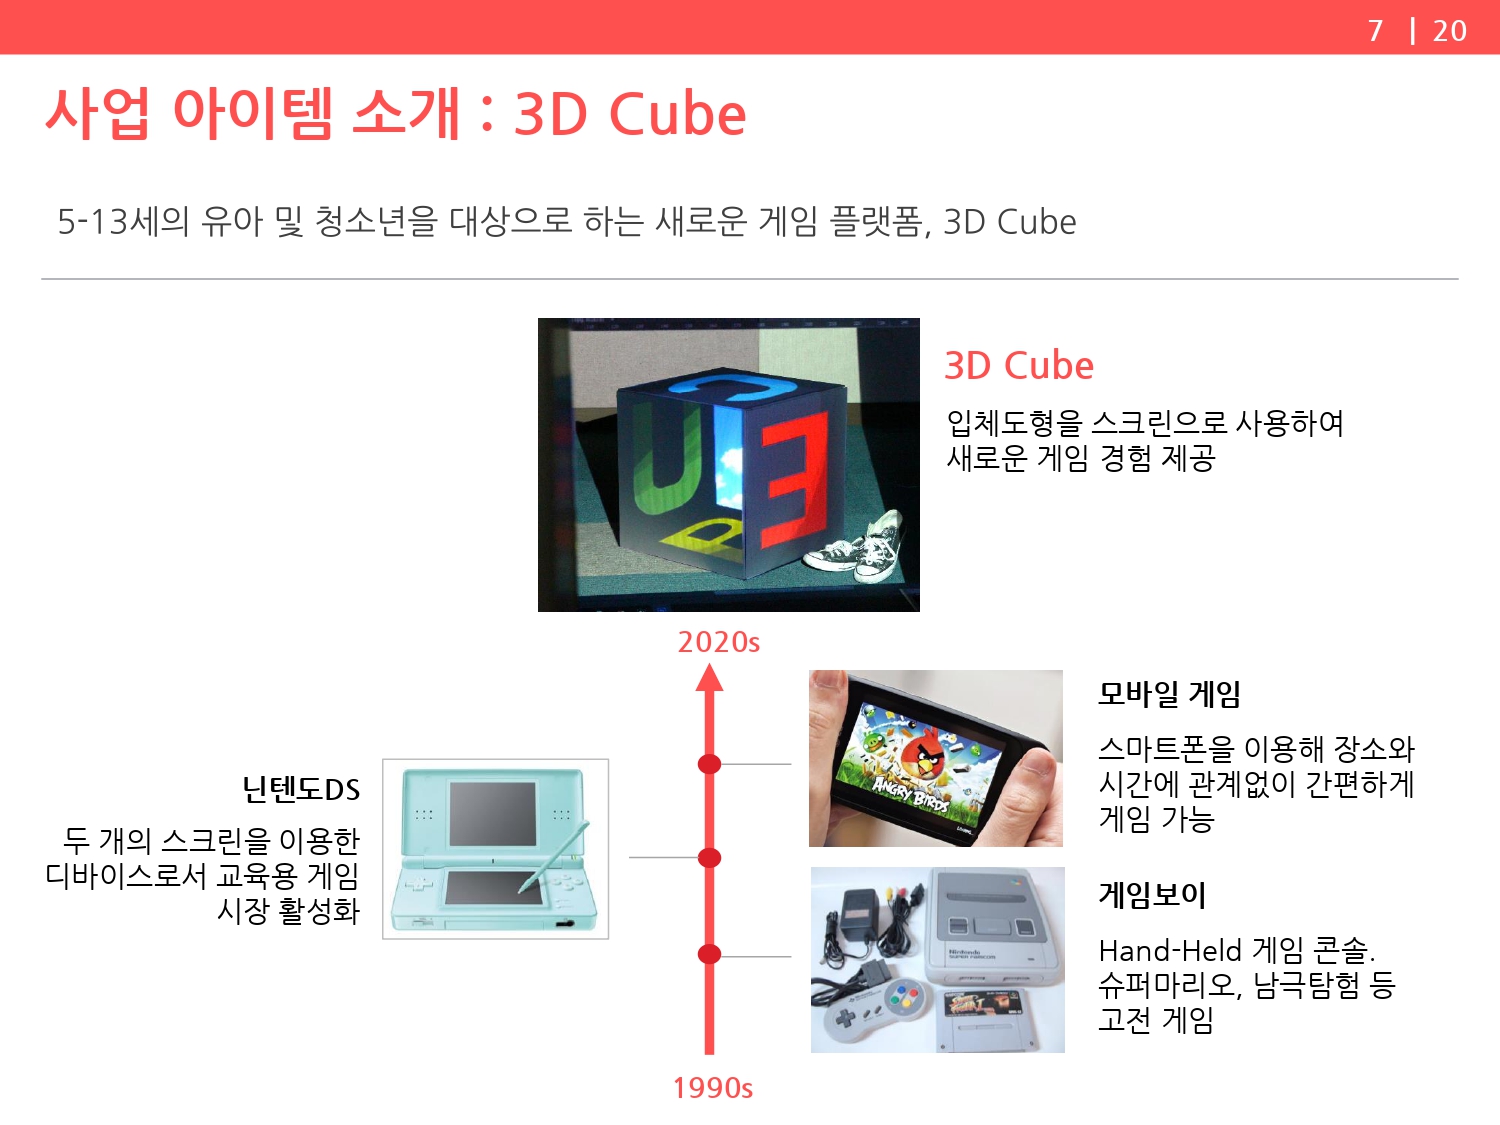 7 | 20
사업 아이템 소개 : 3D Cube
5-13세의 유아 및 청소년을 대상으로 하는 새로운 게임 플랫폼, 3D Cube
3D Cube
입체도형을 스크린으로 사용하여
새로운 게임 경험 제공
2020s
모바일 게임
스마트폰을 이용해 장소와
시간에 관계없이 간편하게
게임 가능
ANGRY BIRDS
닌텐도DS
두 개의 스크린을 이용한
디바이스로서 교육용 게임
시장 활성화
게임보이
Hand-Held 게임 콘솔.
슈퍼마리오, 남극탐험 등
고전 게임
Nintendo
SUPER FAMICOM
1990s